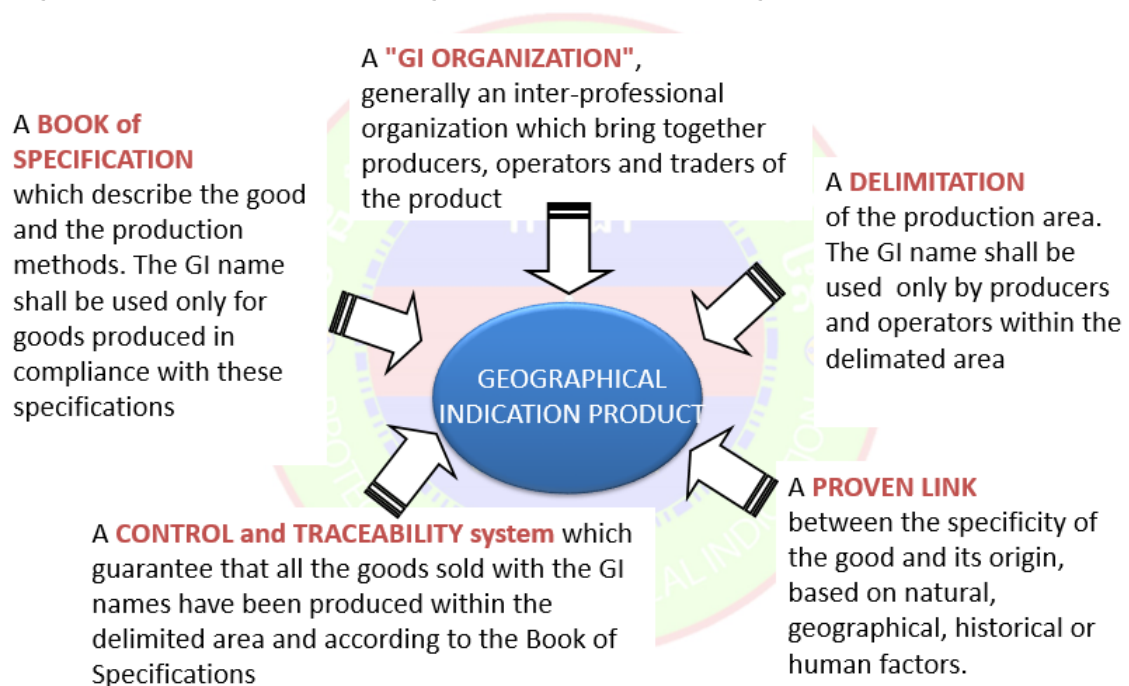 A "GI ORGANIZATION",
generally an inter-professional
organization which bring together
producers, operators and traders of
the product
A BOOK of
SPECIFICATION
which describe the good
and the production
methods. The GI name
shall be used only for
goods produced in
compliance with these
specifications
A DELIMITATION
of the production area.
The GI name shall be
used only by producers
and operators within the
delimated area
GEOGRAPHICAL
INDICATION PRODUCT
A CONTROL and TRACEABILITY system which
guarantee that all the goods sold with the GI
names have been produced within the
delimited area and according to the Book of
Specifications
A PROVEN LINK
between the specificity of
the good and its origin,
based on natural,
geographical, historical or
human factors.